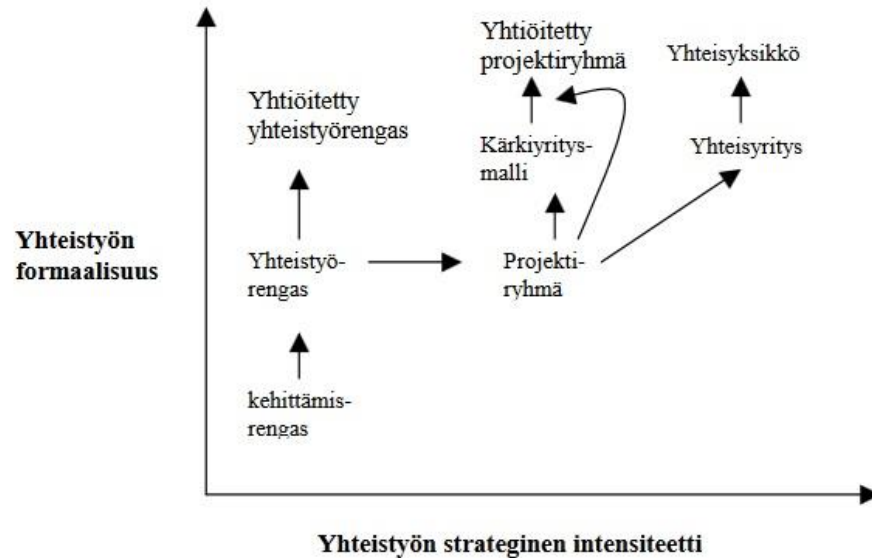 Yhtiöitetty
projektiryhmä
Yhteisyksikkö
Yhtiöitetty
yhteistyörengas
Kärkiyritys-
malli
Yhteisyritys
Yhteistyön
formaalisuus
Yhteistyö-
rengas
Projekti-
ryhmä
kehittämis-
rengas
Yhteistyön strateginen intensiteetti